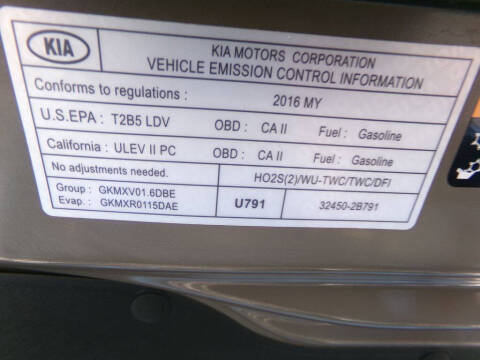 KIA
KIA MOTORS CORPORATION
VEHICLE EMISSION CONTROL INFORMATION
Conforms to regulations : 2016 MY
U.S.EPA : T2B5 LDV OBD : CA II Fuel : Gasoline
California : ULEV II PC OBD : CA II Fuel : Gasoline
No adjustments needed. HO2S(2)/WU-TWC/TWC/DFI
Group : GKMXV01.6DBE
Evap. : GKMXR0115DAE
U791 32450-2B791